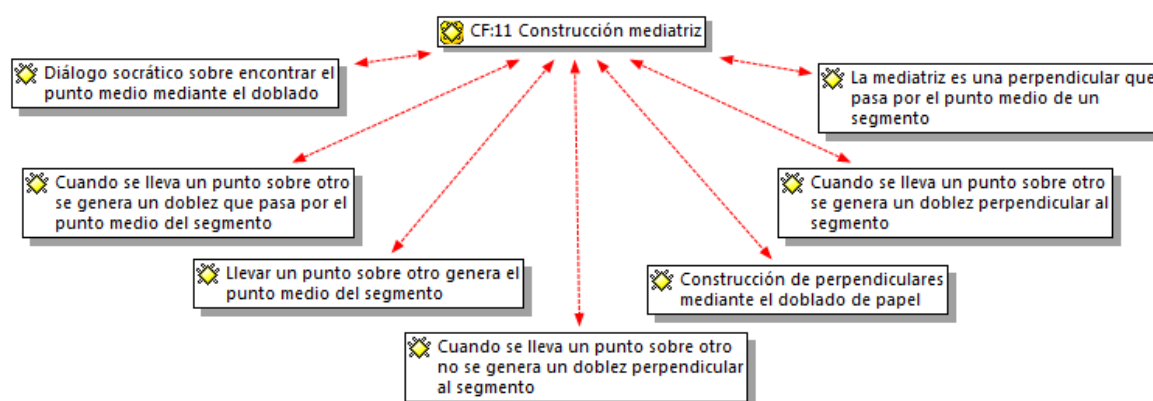 CF:11 Construcción mediatriz
Diálogo socrático sobre encontrar el
punto medio mediante el doblado
La mediatriz es una perpendicular que
pasa por el punto medio de un
segmento
Cuando se lleva un punto sobre otro
se genera un doblez que pasa por el
punto medio del segmento
Cuando se lleva un punto sobre otro
se genera un doblez perpendicular al
segmento
Llevar un punto sobre otro genera el
punto medio del segmento
Construcción de perpendiculares
mediante el doblado de papel
Cuando se lleva un punto sobre otro
no se genera un doblez perpendicular
al segmento